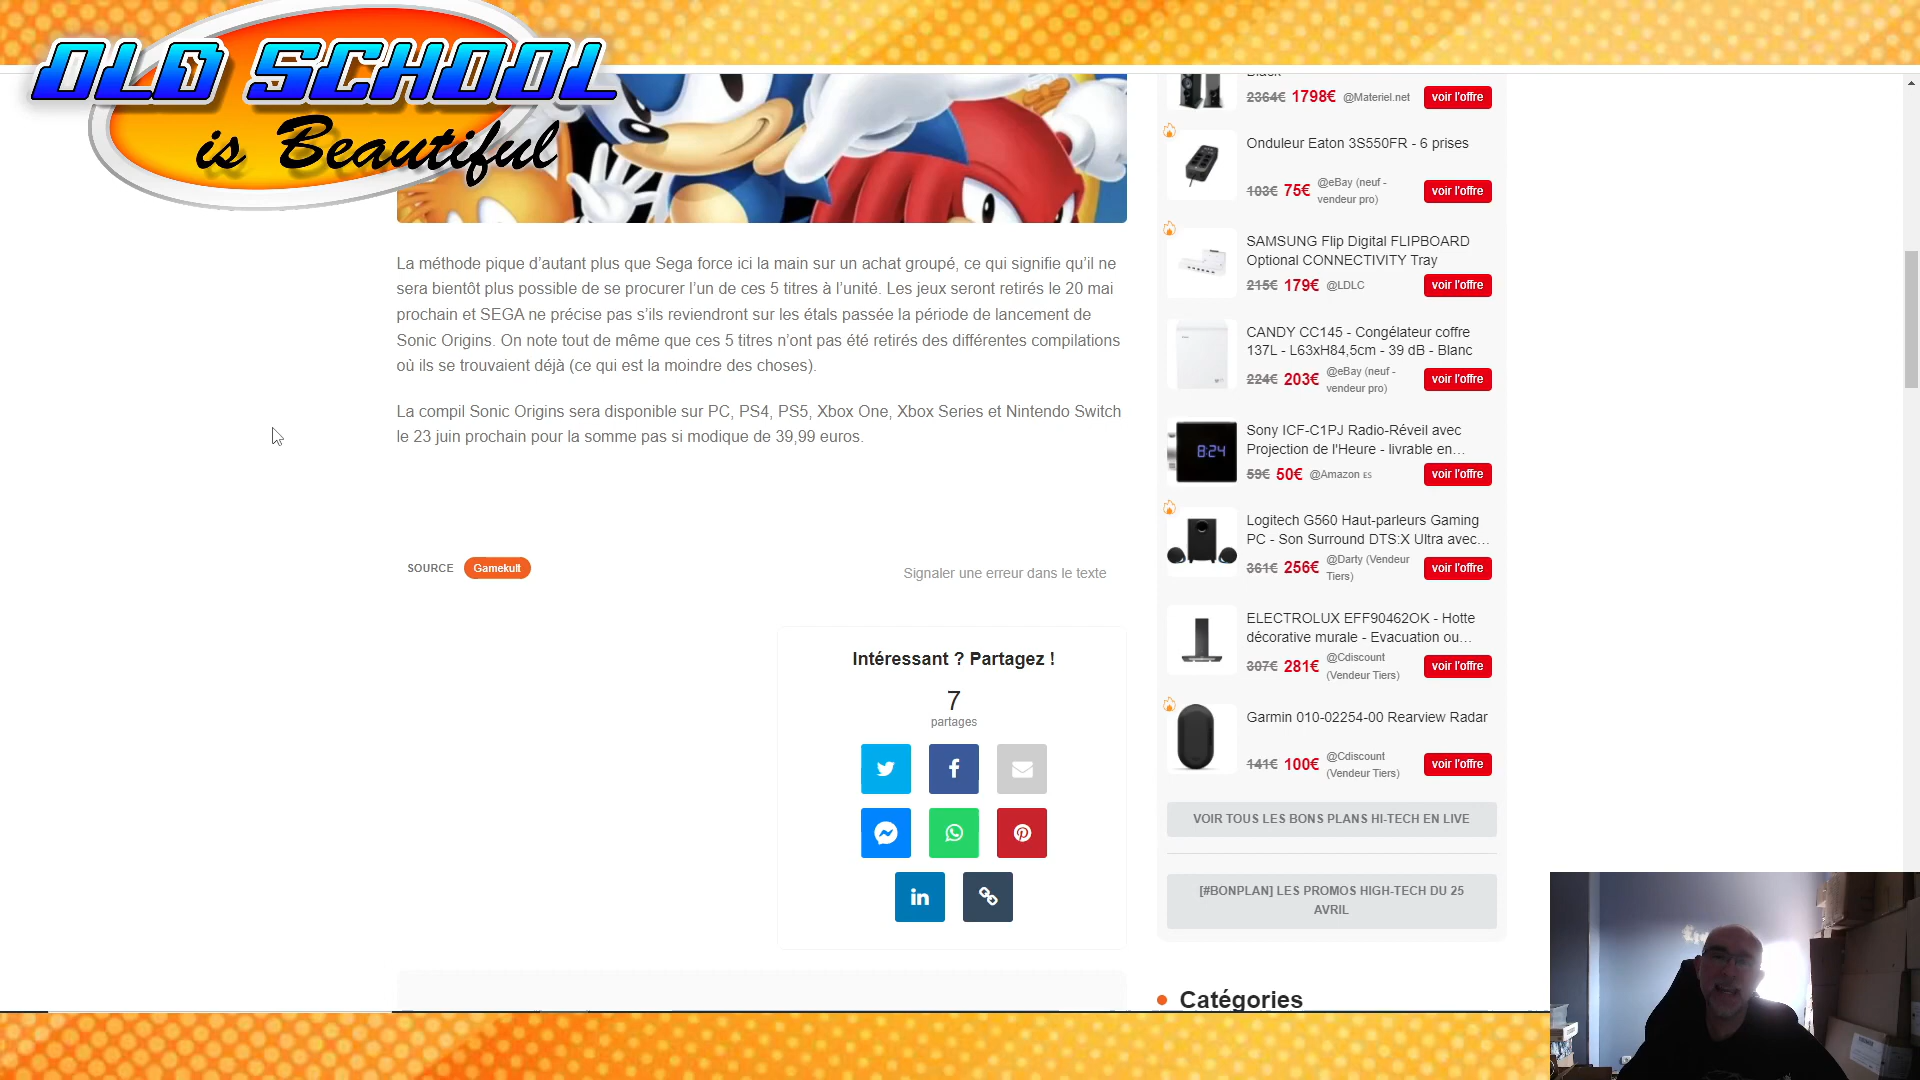 OLD SCHOOL
is Beautiful
La méthode pique d’autant plus que Sega force ici la main sur un achat groupé, ce qui signifie qu’il ne
sera bientôt plus possible de se procurer l’un de ces 5 titres à l’unité. Les jeux seront retirés le 20 mai
prochain et SEGA ne précise pas s’ils reviendront sur les étals passée la période de lancement de
Sonic Origins. On note tout de même que ces 5 titres n’ont pas été retirés des différentes compilations
où ils se trouvaient déjà (ce qui est la moindre des choses).
La compil Sonic Origins sera disponible sur PC, PS4, PS5, Xbox One, Xbox Series et Nintendo Switch
le 23 juin prochain pour la somme pas si modique de 39,99 euros.
SOURCE Gamekult
Signaler une erreur dans le texte
Intéressant ? Partagez !
7
partages
Black
2364€ 1798€ @Materiel.net voir l'offre
Onduleur Eaton 3S550FR - 6 prises
103€ 75€ @eBay (neuf -
vendeur pro)
voir l'offre
SAMSUNG Flip Digital FLIPBOARD
Optional CONNECTIVITY Tray
215€ 179€ @LDLC voir l'offre
CANDY CC145 - Congélateur coffre
137L - L63xH84,5cm - 39 dB - Blanc
224€ 203€ @eBay (neuf -
vendeur pro)
voir l'offre
8:24
Sony ICF-C1PJ Radio-Réveil avec
Projection de l'Heure - livrable en…
59€ 50€ @Amazon ES voir l'offre
Logitech G560 Haut-parleurs Gaming
PC - Son Surround DTS:X Ultra avec…
361€ 256€ @Darty (Vendeur
Tiers)
voir l'offre
ELECTROLUX EFF90462OK - Hotte
décorative murale - Evacuation ou…
307€ 281€ @Cdiscount
(Vendeur Tiers)
voir l'offre
Garmin 010-02254-00 Rearview Radar
141€ 100€ @Cdiscount
(Vendeur Tiers)
voir l'offre
VOIR TOUS LES BONS PLANS HI-TECH EN LIVE
[#BONPLAN] LES PROMOS HIGH-TECH DU 25
AVRIL
Catégories